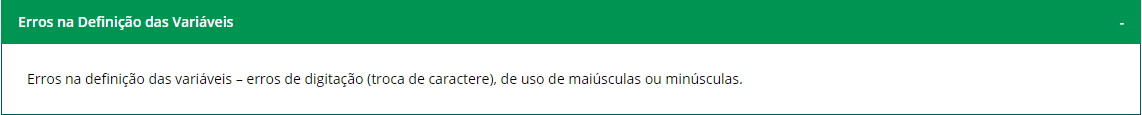 Erros na Definição das Variáveis -
Erros na definição das variáveis – erros de digitação (troca de caractere), de uso de maiúsculas ou minúsculas.